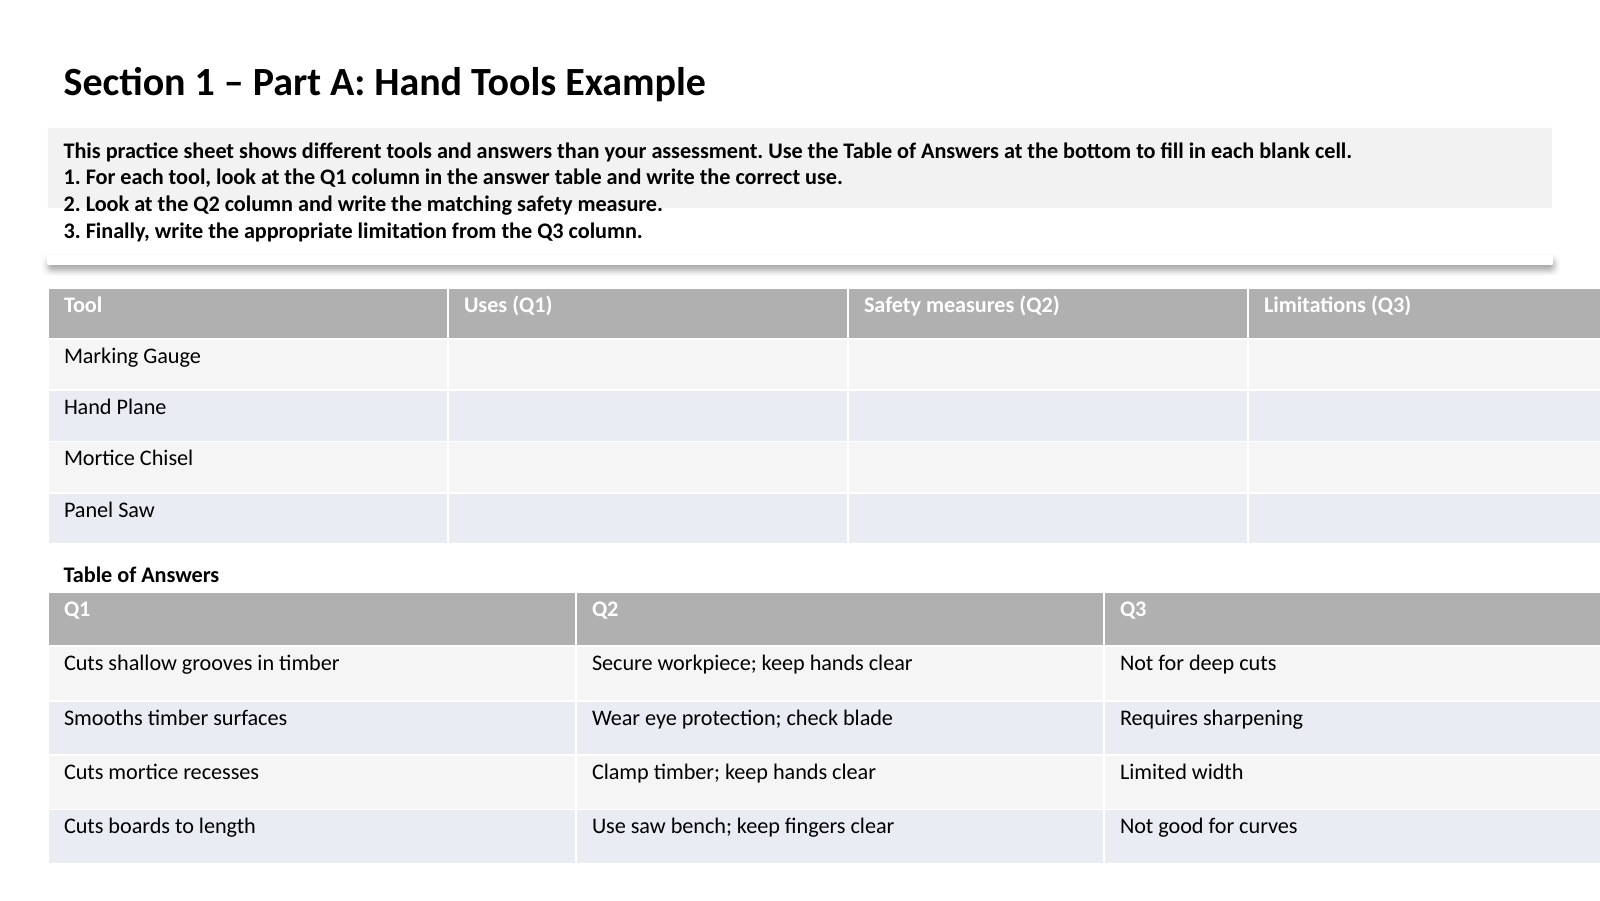 Section 1 – Part A: Hand Tools Example
This practice sheet shows different tools and answers than your assessment. Use the Table of Answers at the bottom to fill in each blank cell.
1. For each tool, look at the Q1 column in the answer table and write the correct use.
2. Look at the Q2 column and write the matching safety measure.
3. Finally, write the appropriate limitation from the Q3 column.
Tool Uses (Q1) Safety measures (Q2) Limitations (Q3)
Marking Gauge
Hand Plane
Mortice Chisel
Panel Saw
Table of Answers
Q1 Q2 Q3
Cuts shallow grooves in timber Secure workpiece; keep hands clear Not for deep cuts
Smooths timber surfaces Wear eye protection; check blade Requires sharpening
Cuts mortice recesses Clamp timber; keep hands clear Limited width
Cuts boards to length Use saw bench; keep fingers clear Not good for curves